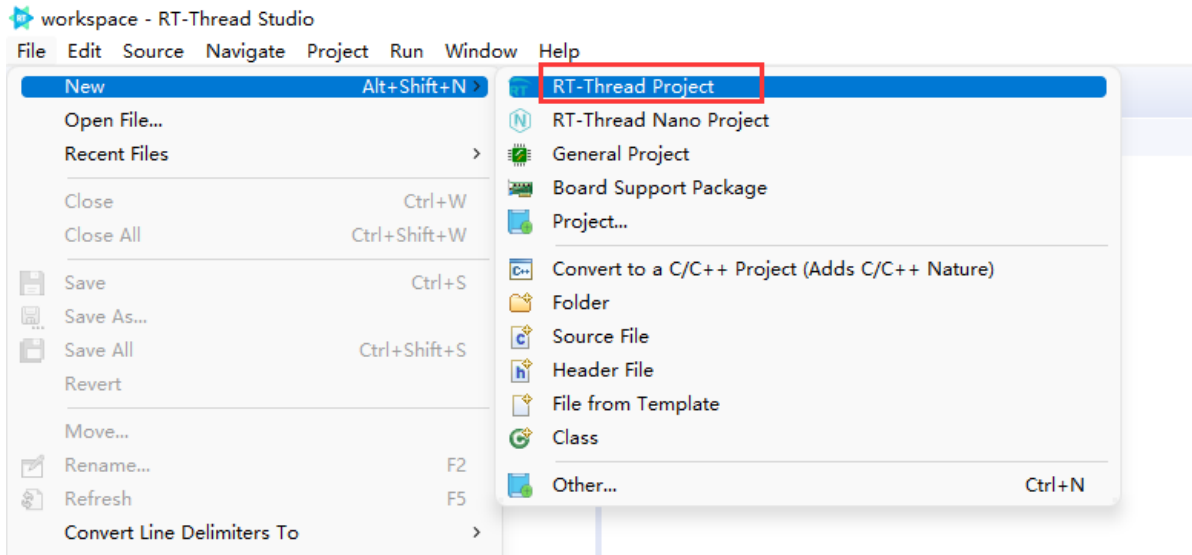 workspace - RT-Thread Studio
File Edit Source Navigate Project Run Window Help
New Alt+Shift+N
Open File...
Recent Files
Close Ctrl+W
Close All Ctrl+Shift+W
Save Ctrl+S
Save As...
Save All Ctrl+Shift+S
Revert
Move...
Rename... F2
Refresh F5
Convert Line Delimiters To
RT-Thread Project
RT-Thread Nano Project
General Project
Board Support Package
Project...
Convert to a C/C++ Project (Adds C/C++ Nature)
Folder
Source File
Header File
File from Template
Class
Other... Ctrl+N